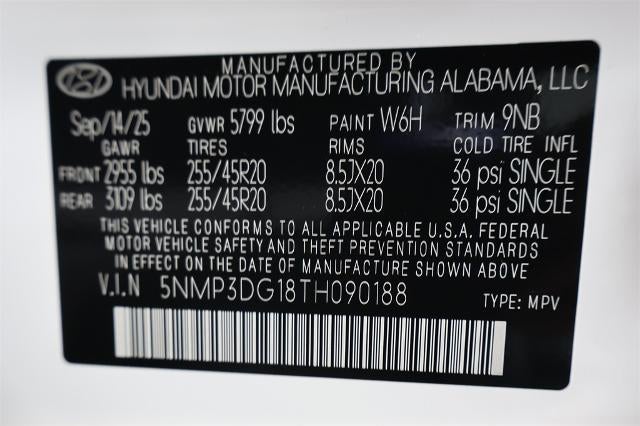 MANUFACTURED BY
HYUNDAI MOTOR MANUFACTURING ALABAMA, LLC
Sep/14/25 GVWR 5799 lbs PAINT W6H TRIM 9NB
GAWR TIRES RIMS COLD TIRE INFL
FRONT 2955 lbs 255/45R20 8.5JX20 36 psi SINGLE
REAR 3109 lbs 255/45R20 8.5JX20 36 psi SINGLE
THIS VEHICLE CONFORMS TO ALL APPLICABLE U.S.A. FEDERAL
MOTOR VEHICLE SAFETY AND THEFT PREVENTION STANDARDS
IN EFFECT ON THE DATE OF MANUFACTURE SHOWN ABOVE
V.I.N 5NMP3DG18TH090188 TYPE: MPV